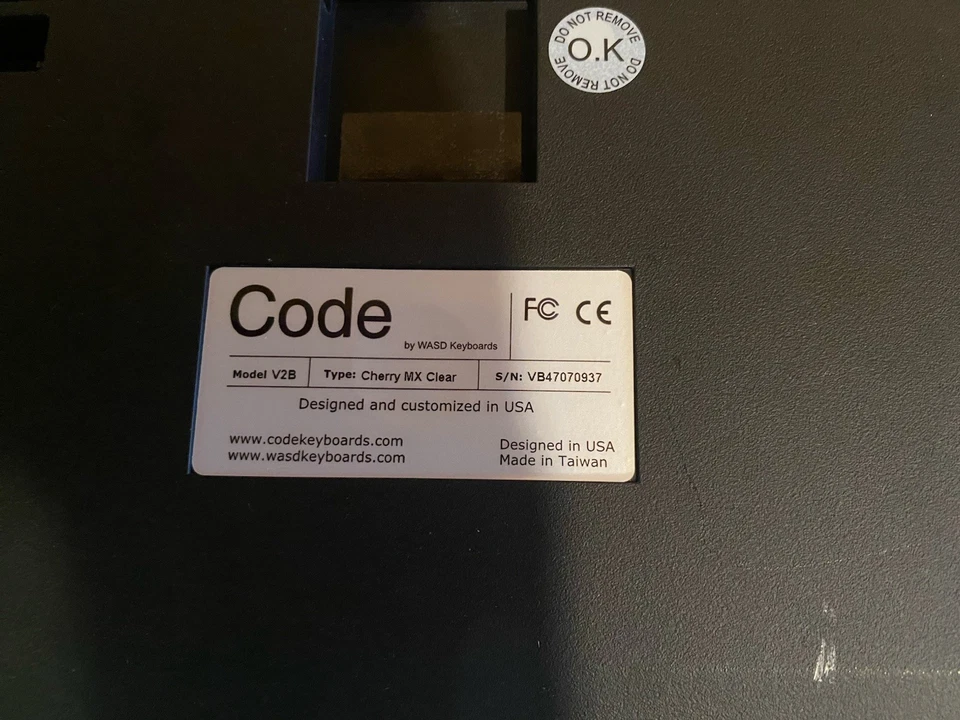 DO NOT REMOVE
O.K
DO NOT REMOVE
Code
by WASD Keyboards
FC CE
Model V2B
Type: Cherry MX Clear
S/N: VB47070937
Designed and customized in USA
www.codekeyboards.com
www.wasdkeyboards.com
Designed in USA
Made in Taiwan